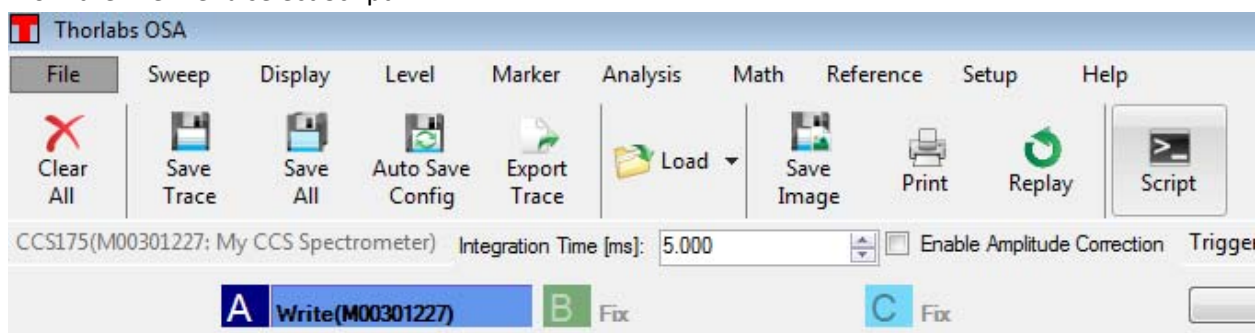 Thorlabs OSA
File Sweep Display Level Marker Analysis Math Reference Setup Help
Clear All Save Trace Save All Auto Save Config Export Trace Load Save Image Print Replay Script
CCS175(M00301227: My CCS Spectrometer) Integration Time [ms]: 5.000 Enable Amplitude Correction Trigger
A Write(M00301227) B Fix C Fix